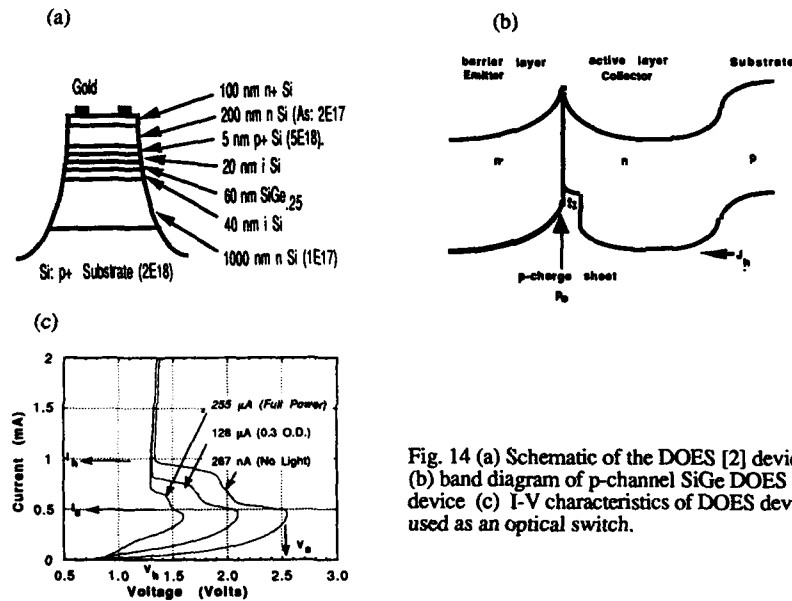 (a)
Gold
100 nm n+ Si
200 nm n Si (As: 2E17
5 nm p+ Si (5E18).
20 nm i Si
60 nm SiGe.25
40 nm i Si
1000 nm n Si (1E17)
Si: p+ Substrate (2E18)
(b)
barrier layer
Emitter
active layer
Collector
Substrate
n
p
p-charge sheet
Po
Jh
(c)
Current (mA)
2
1.5
1
0.5
0
0.5
1.0
1.5
2.0
2.5
3.0
Voltage (Volts)
255 µA (Full Power)
128 µA (0.3 O.D.)
267 nA (No Light)
Vh
Fig. 14 (a) Schematic of the DOES [2] device
(b) band diagram of p-channel SiGe DOES
device (c) I-V characteristics of DOES devi
used as an optical switch.